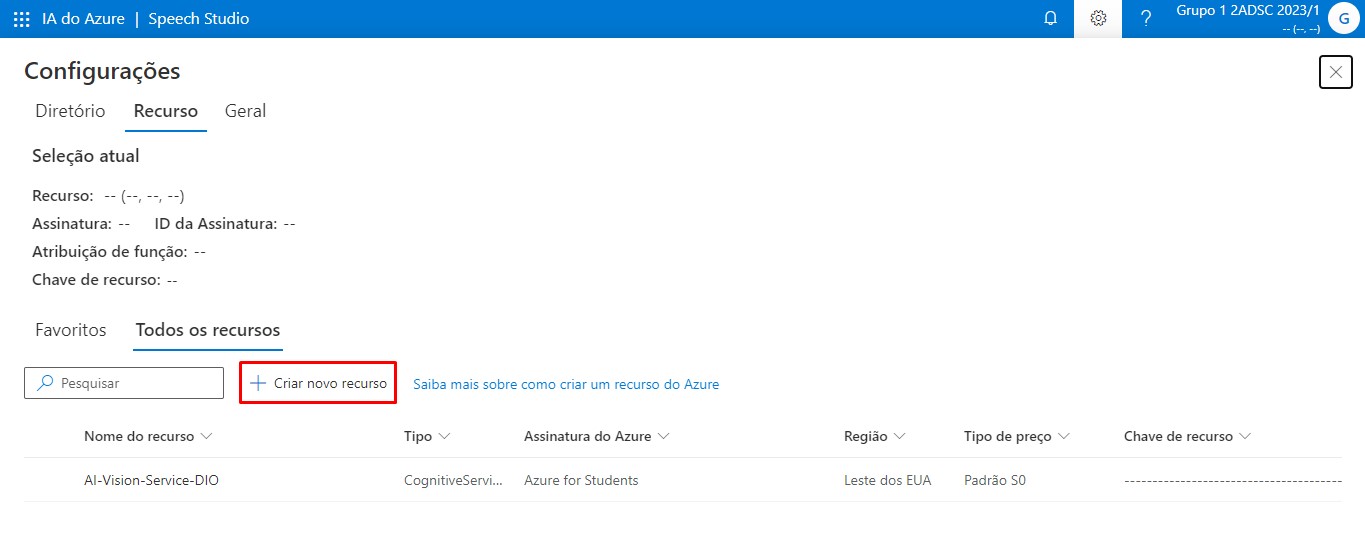 IA do Azure | Speech Studio
? Grupo 1 2ADSC 2023/1
-- (--, --)
G
Configurações
Diretório Recurso Geral
Seleção atual
Recurso: -- (--, --, --)
Assinatura: -- ID da Assinatura: --
Atribuição de função: --
Chave de recurso: --
Favoritos Todos os recursos
Pesquisar + Criar novo recurso Saiba mais sobre como criar um recurso do Azure
Nome do recurso Tipo Assinatura do Azure Região Tipo de preço Chave de recurso
AI-Vision-Service-DIO CognitiveServi... Azure for Students Leste dos EUA Padrão S0 ---------------------------------------